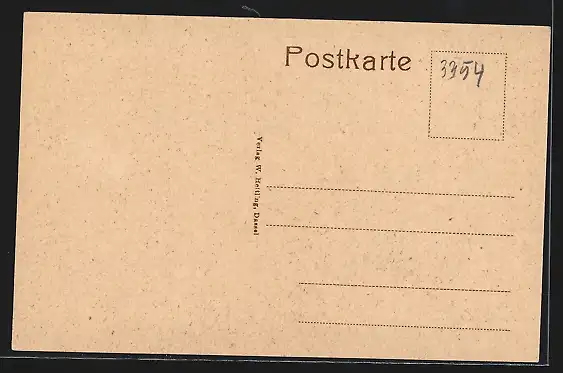 Postkarte
3354
Verlag W. Helling, Dassel